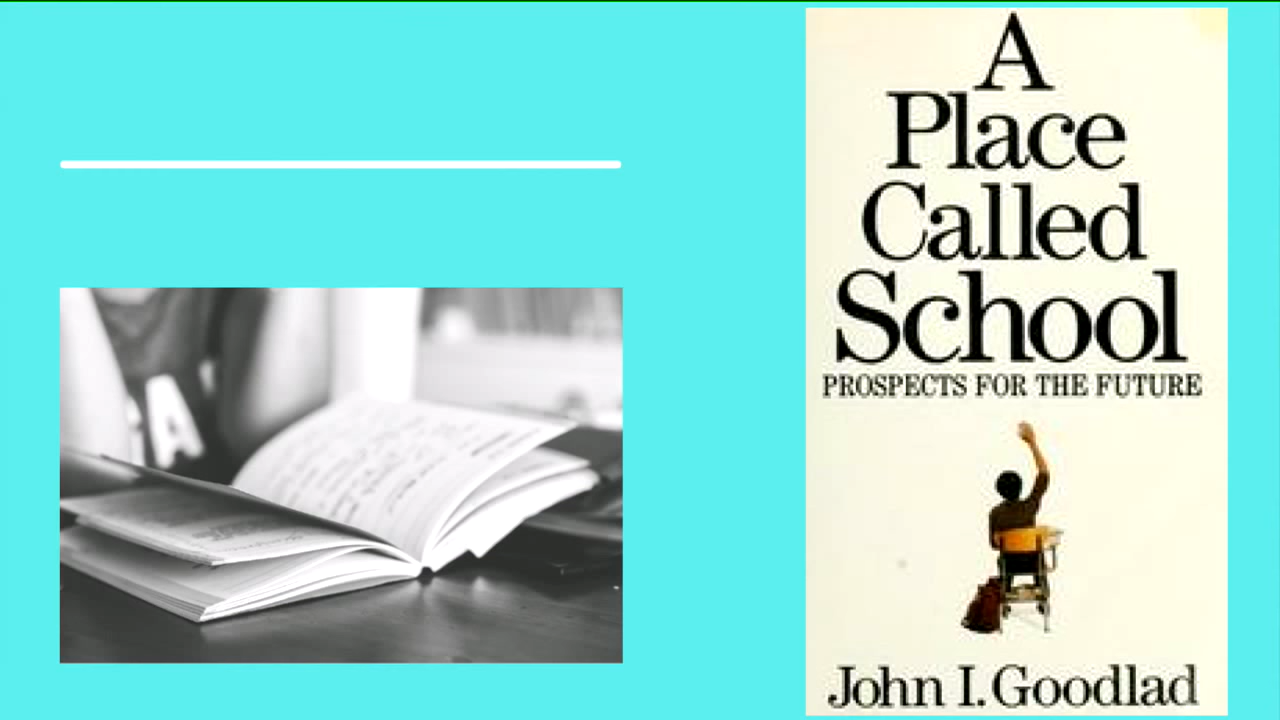 A
Place
Called
School
PROSPECTS FOR THE FUTURE
John I. Goodlad